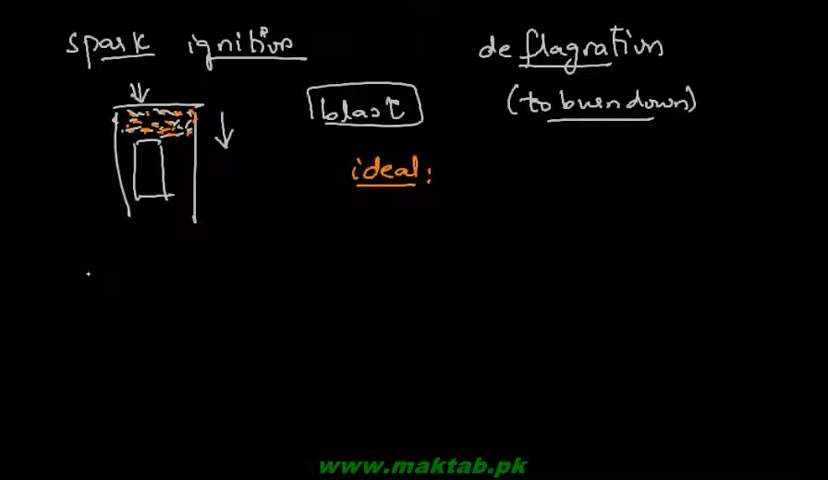 spark ignition
deflagration
blast
(to burn down)
ideal:
www.maktab.pk